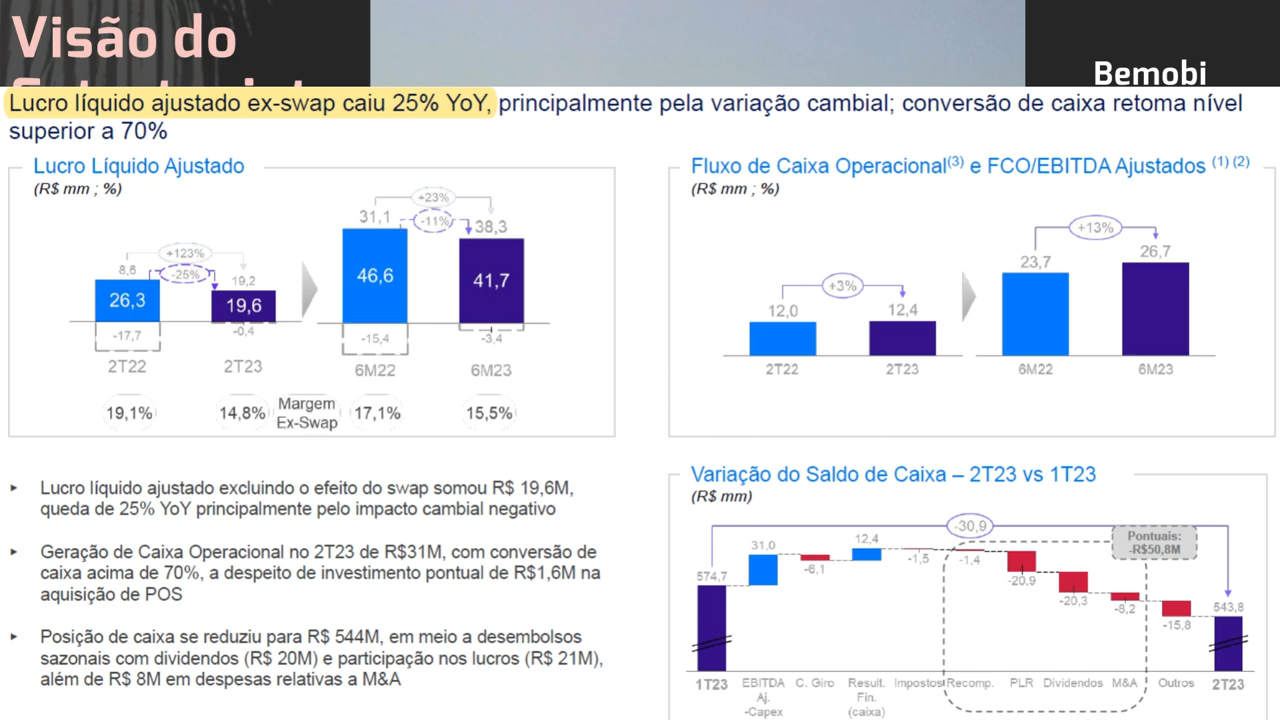 Visão do
Bemobi
Lucro líquido ajustado ex-swap caiu 25% YoY, principalmente pela variação cambial; conversão de caixa retoma nível
superior a 70%
Lucro Líquido Ajustado
(R$ mm ; %)
+23%
31,1
-11%
38,3
+123%
8,6
-25%
19,2
26,3
19,6
46,6
41,7
-17,7
-0,4
-15,4
-3,4
2T22
2T23
6M22
6M23
19,1%
14,8%
Margem
Ex-Swap
17,1%
15,5%
Fluxo de Caixa Operacional(3) e FCO/EBITDA Ajustados (1) (2)
(R$ mm ; %)
+13%
23,7
26,7
+3%
12,0
12,4
2T22
2T23
6M22
6M23
▸ Lucro líquido ajustado excluindo o efeito do swap somou R$ 19,6M,
queda de 25% YoY principalmente pelo impacto cambial negativo
▸ Geração de Caixa Operacional no 2T23 de R$31M, com conversão de
caixa acima de 70%, a despeito de investimento pontual de R$1,6M na
aquisição de POS
▸ Posição de caixa se reduziu para R$ 544M, em meio a desembolsos
sazonais com dividendos (R$ 20M) e participação nos lucros (R$ 21M),
além de R$ 8M em despesas relativas a M&A
Variação do Saldo de Caixa – 2T23 vs 1T23
(R$ mm)
-30,9
Pontuais:
-R$50,8M
574,7
31,0
-6,1
12,4
-1,5
-1,4
-20,9
-20,3
-8,2
-15,8
543,8
1T23
EBITDA
Aj.
-Capex
C. Giro
Result.
Fin.
(caixa)
Impostos
Recomp.
PLR
Dividendos
M&A
Outros
2T23